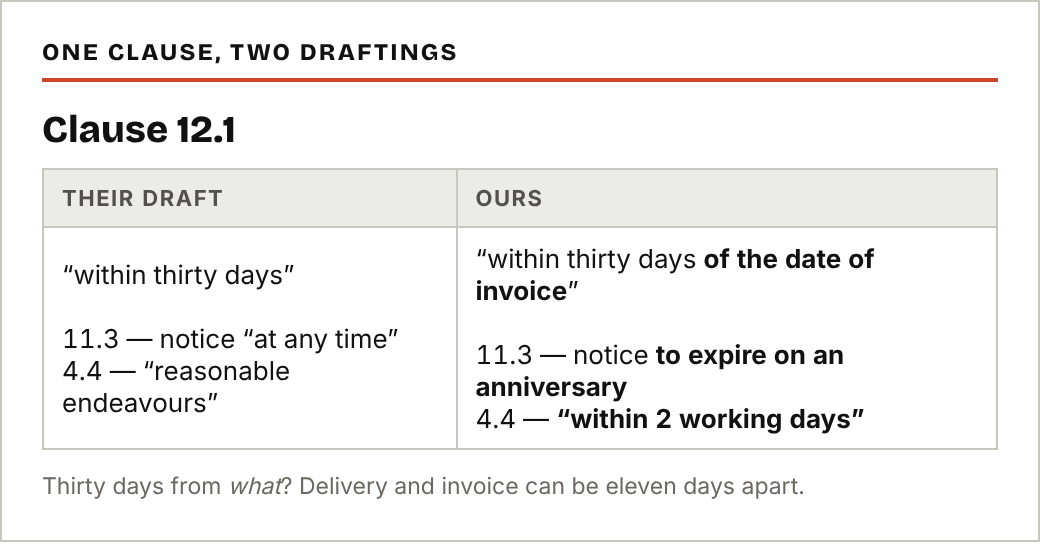 ONE CLAUSE, TWO DRAFTINGS
Clause 12.1
THEIR DRAFT
OURS
“within thirty days”
11.3 — notice “at any time”
4.4 — “reasonable
endeavours”
“within thirty days of the date of
invoice”
11.3 — notice to expire on an
anniversary
4.4 — “within 2 working days”
Thirty days from what? Delivery and invoice can be eleven days apart.